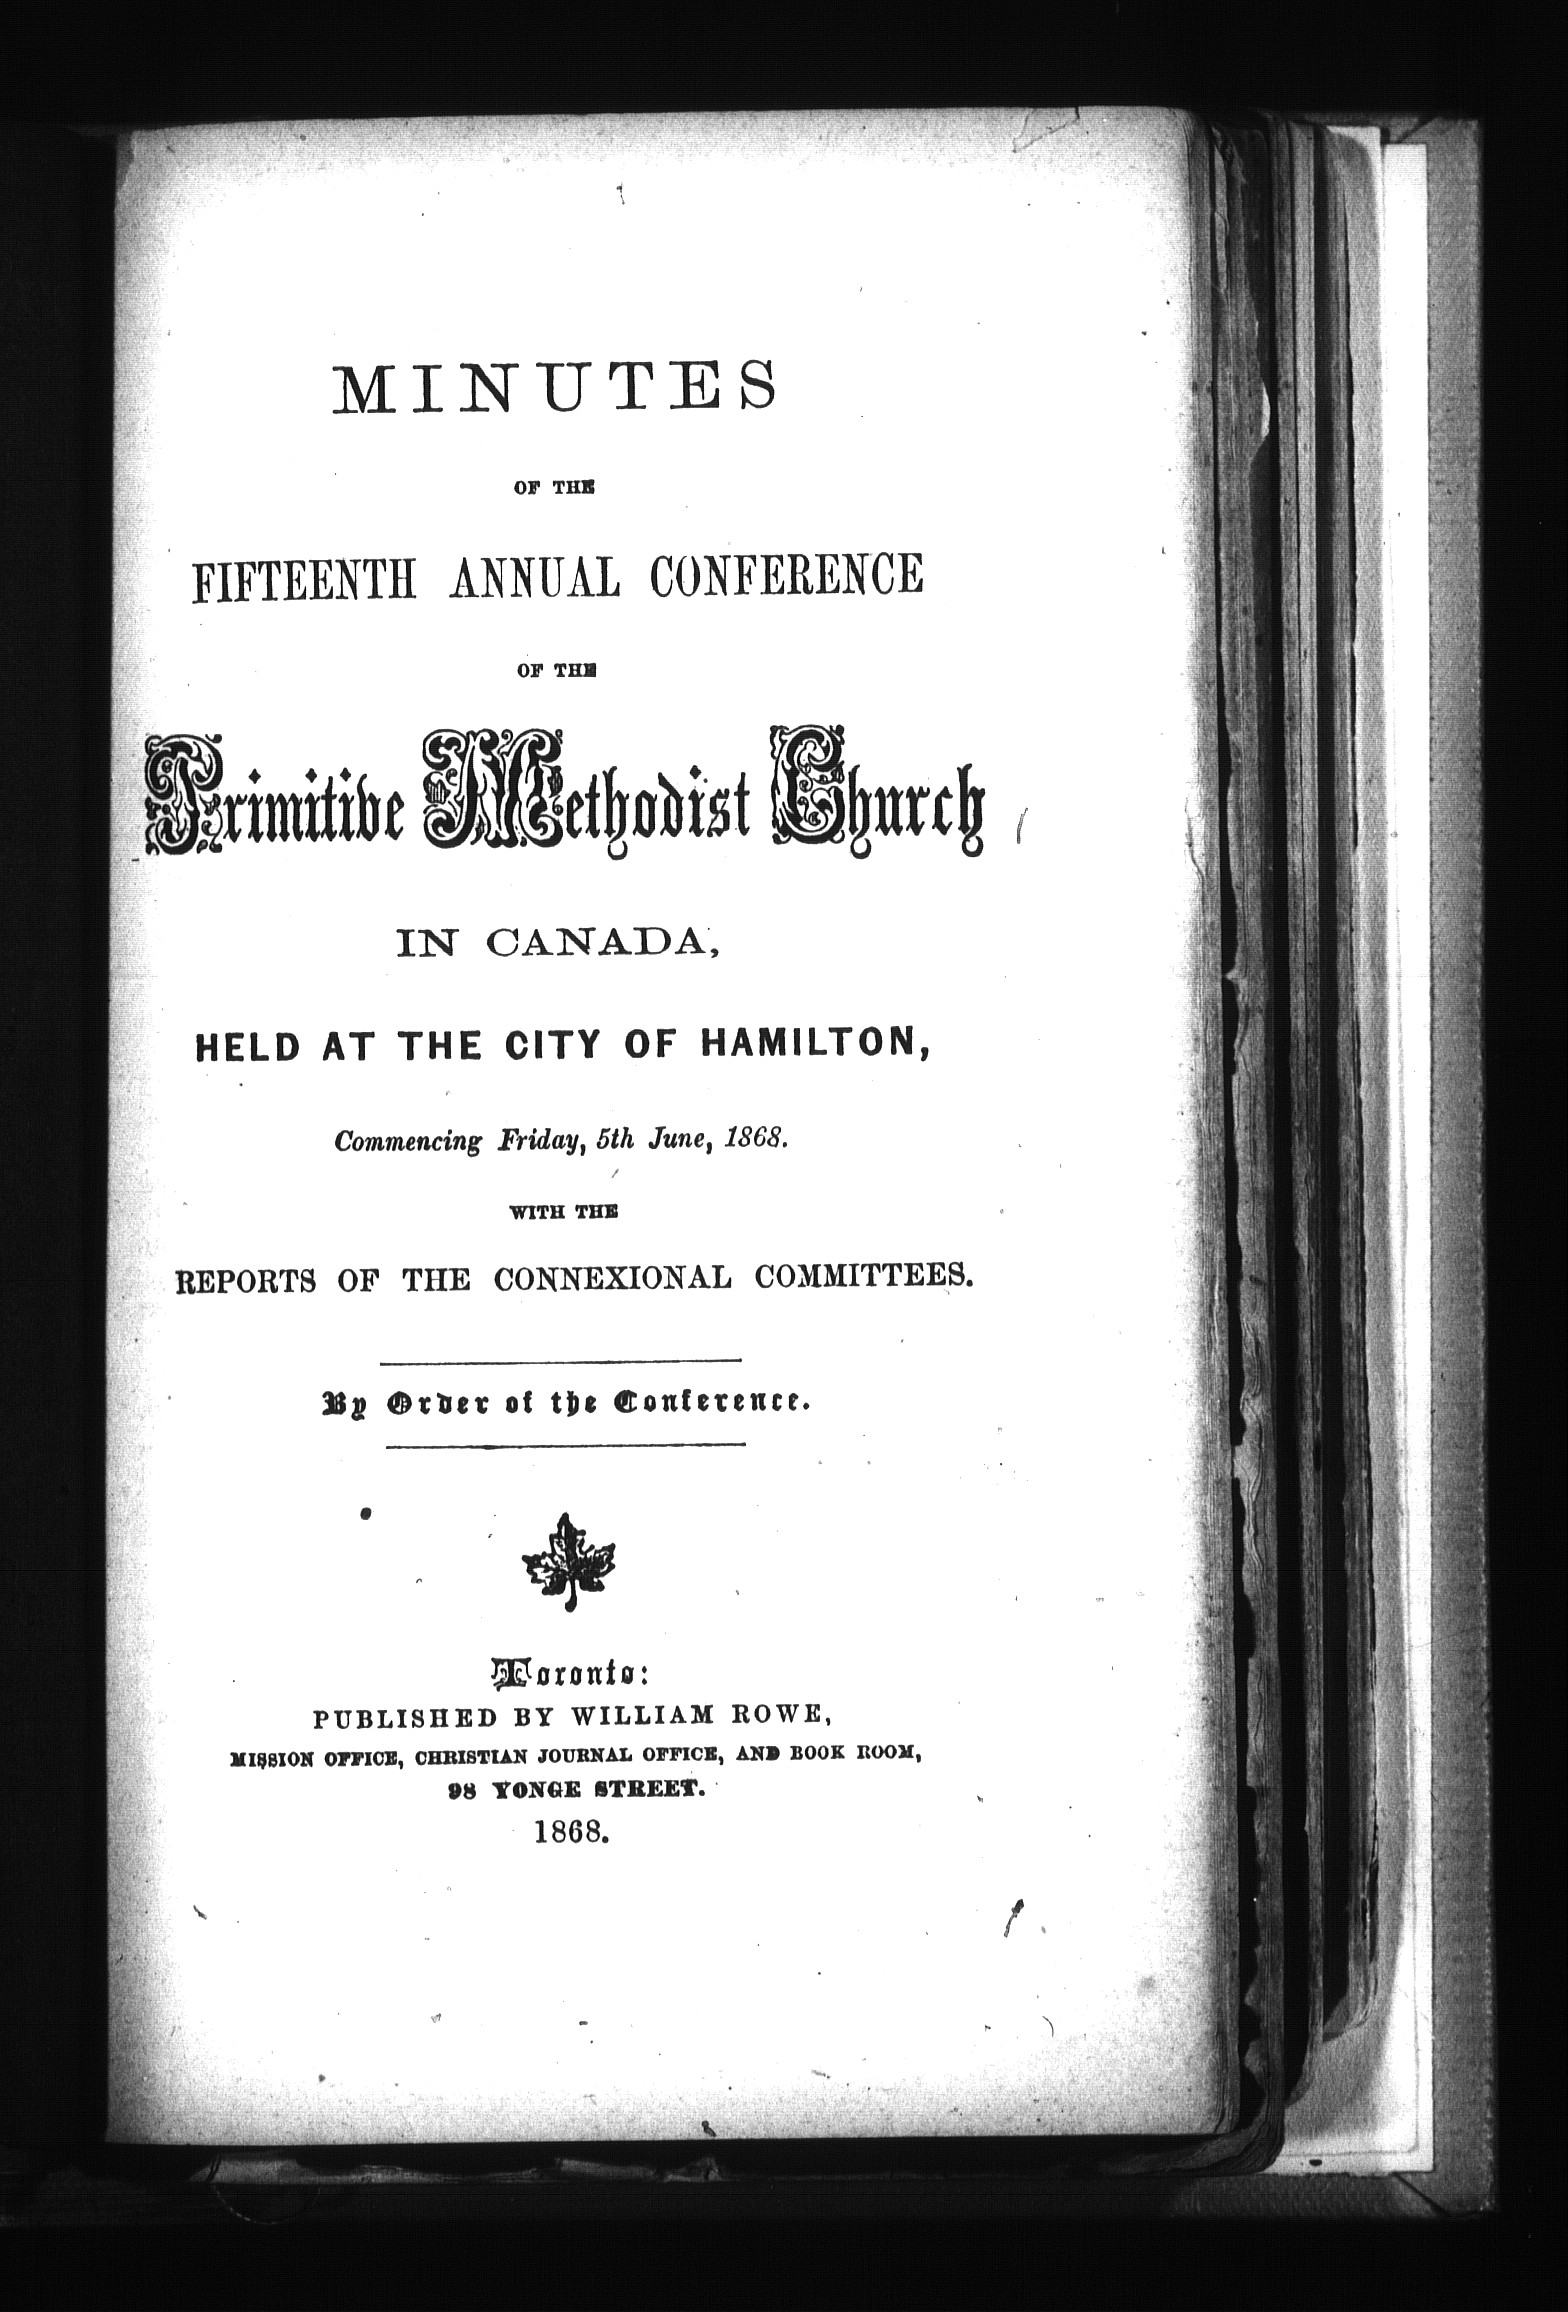 MINUTES
OF THE
FIFTEENTH ANNUAL CONFERENCE
OF THE
Primitive Methodist Church
IN CANADA,
HELD AT THE CITY OF HAMILTON,
Commencing Friday, 5th June, 1868.
WITH THE
REPORTS OF THE CONNEXIONAL COMMITTEES.
By Order of the Conference.
Toronto:
PUBLISHED BY WILLIAM ROWE,
MISSION OFFICE, CHRISTIAN JOURNAL OFFICE, AND BOOK ROOM,
98 YONGE STREET.
1868.